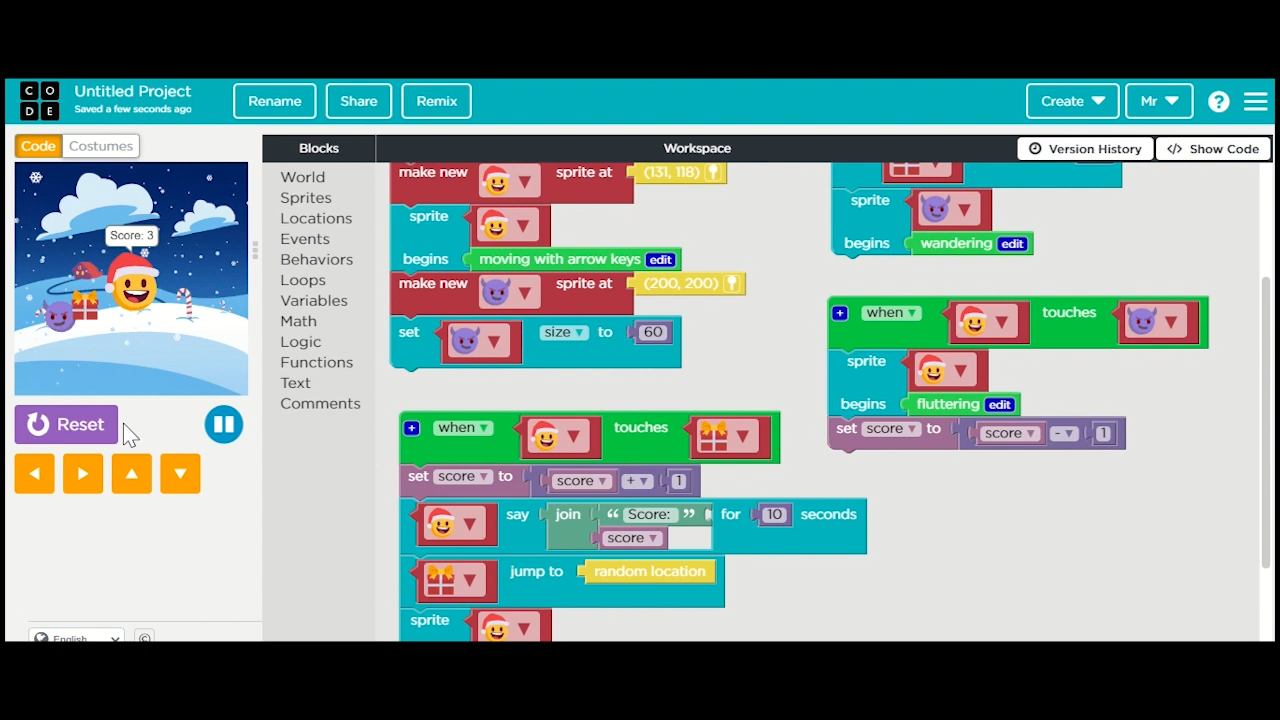 CODE
Untitled Project
Saved a few seconds ago
Rename
Share
Remix
Create
Mr
?
Code
Costumes
Blocks
Workspace
Version History
</> Show Code
Score: 3
Reset
English
©
World
Sprites
Locations
Events
Behaviors
Loops
Variables
Math
Logic
Functions
Text
Comments
make new sprite at (131, 118)
sprite
begins moving with arrow keys edit
make new sprite at (200, 200)
set size to 60
+ when touches
set score to score + 1
say join “ Score: ” for 10 seconds
score
jump to random location
sprite
sprite
begins wandering edit
+ when touches
sprite
begins fluttering edit
set score to score - 1